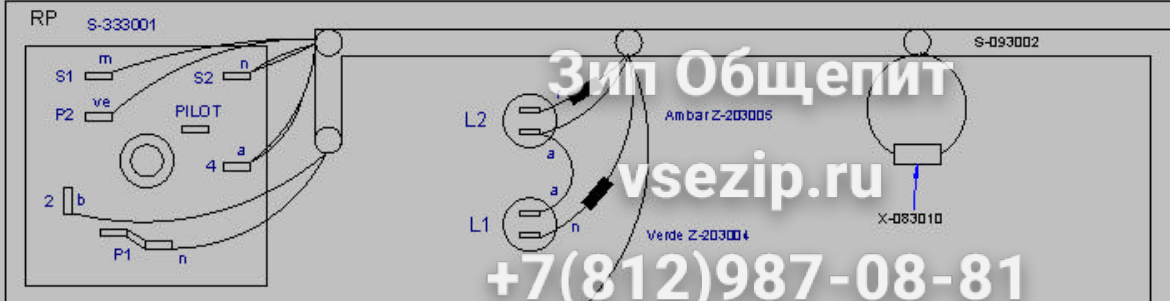 RP
S-333001
m
S1
n
S2
ve
P2
PILOT
a
4
2
b
P1
n
L2
a
a
L1
n
Ambar Z-203005
Verde Z-203004
S-093002
X-083010
Зип Общепит
vsezip.ru
+7(812)987-08-81